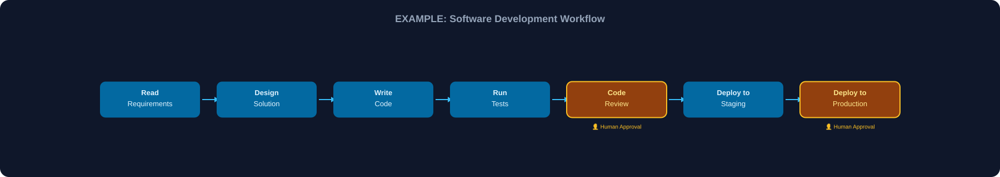 EXAMPLE: Software Development Workflow
Read
Requirements
Design
Solution
Write
Code
Run
Tests
Code
Review
👤 Human Approval
Deploy to
Staging
Deploy to
Production
👤 Human Approval